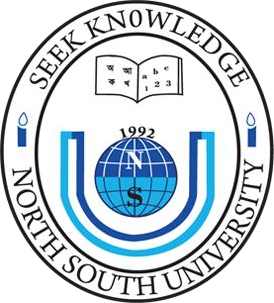 SEEK KN0WLEDGE
অ আ
ক খ
a b c
1 2 3
1992
N
S
NORTH SOUTH UNIVERSITY